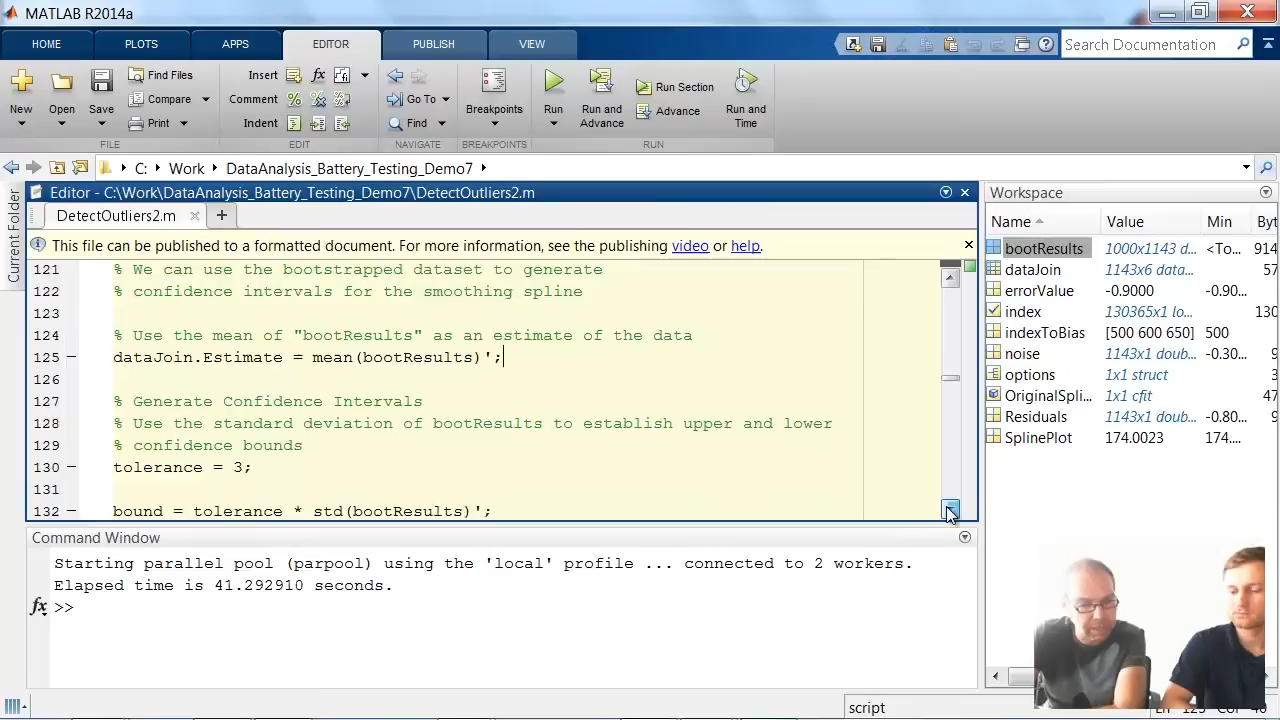 MATLAB R2014a
HOME PLOTS APPS EDITOR PUBLISH VIEW Search Documentation
Find Files Insert fx Run Section
Compare Comment Go To Advance
New Open Save Print Indent Find Breakpoints Run Run and Advance Run and Time
FILE EDIT NAVIGATE BREAKPOINTS RUN
C: Work DataAnalysis_Battery_Testing_Demo7
Current Folder
Editor - C:\Work\DataAnalysis_Battery_Testing_Demo7\DetectOutliers2.m
DetectOutliers2.m +
This file can be published to a formatted document. For more information, see the publishing video or help.
121 % We can use the bootstrapped dataset to generate
122 % confidence intervals for the smoothing spline
123
124 % Use the mean of "bootResults" as an estimate of the data
125 – dataJoin.Estimate = mean(bootResults)';
126
127 % Generate Confidence Intervals
128 % Use the standard deviation of bootResults to establish upper and lower
129 % confidence bounds
130 – tolerance = 3;
131
132 – bound = tolerance * std(bootResults)';
Command Window
Starting parallel pool (parpool) using the 'local' profile ... connected to 2 workers.
Elapsed time is 41.292910 seconds.
fx >>
Workspace
Name Value Min Byt
bootResults 1000x1143 d... <To... 914
dataJoin 1143x6 data... 57
errorValue -0.9000 -0.90...
index 130365x1 lo... 130
indexToBias [500 600 650] 500
noise 1143x1 doub... -0.30...
options 1x1 struct 3
OriginalSpli... 1x1 cfit 47
Residuals 1143x1 doub... -0.80...
SplinePlot 174.0023 174....
script